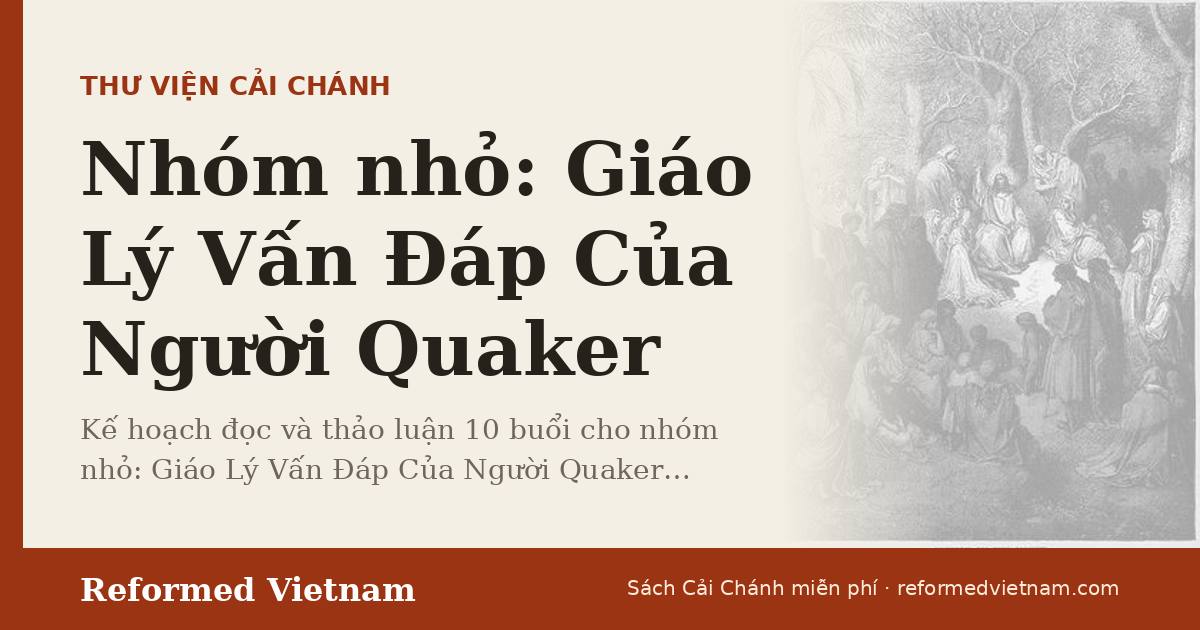 THƯ VIỆN CẢI CHÁNH
Nhóm nhỏ: Giáo
Lý Vấn Đáp Của
Người Quaker
Kế hoạch đọc và thảo luận 10 buổi cho nhóm
nhỏ: Giáo Lý Vấn Đáp Của Người Quaker...
Reformed Vietnam
Sách Cải Chánh miễn phí · reformedvietnam.com